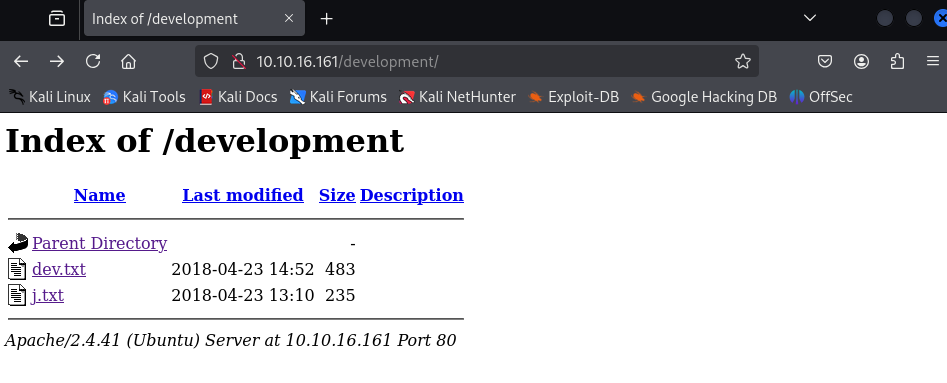 Index of /development
10.10.16.161/development/
Kali Linux Kali Tools Kali Docs Kali Forums Kali NetHunter Exploit-DB Google Hacking DB OffSec
Index of /development
Name Last modified Size Description
Parent Directory -
dev.txt 2018-04-23 14:52 483
j.txt 2018-04-23 13:10 235
Apache/2.4.41 (Ubuntu) Server at 10.10.16.161 Port 80